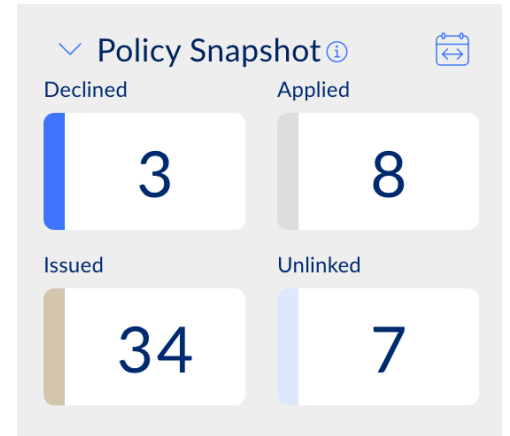 Policy Snapshot
Declined
Applied
3
8
Issued
Unlinked
34
7